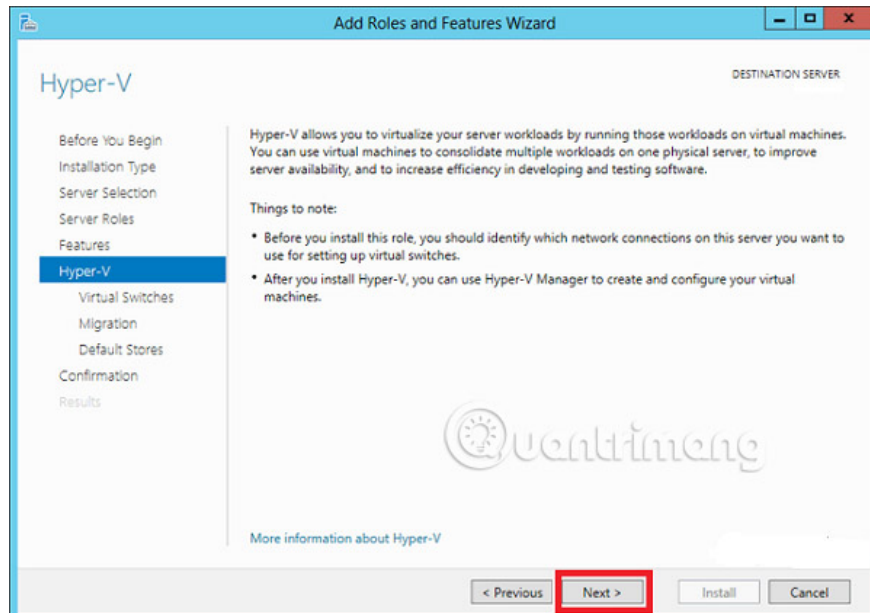 Add Roles and Features Wizard
Hyper-V
DESTINATION SERVER
Before You Begin
Installation Type
Server Selection
Server Roles
Features
Hyper-V
Virtual Switches
Migration
Default Stores
Confirmation
Results
Hyper-V allows you to virtualize your server workloads by running those workloads on virtual machines.
You can use virtual machines to consolidate multiple workloads on one physical server, to improve
server availability, and to increase efficiency in developing and testing software.
Things to note:
• Before you install this role, you should identify which network connections on this server you want to
use for setting up virtual switches.
• After you install Hyper-V, you can use Hyper-V Manager to create and configure your virtual
machines.
Quantrimang
More information about Hyper-V
< Previous
Next >
Install
Cancel